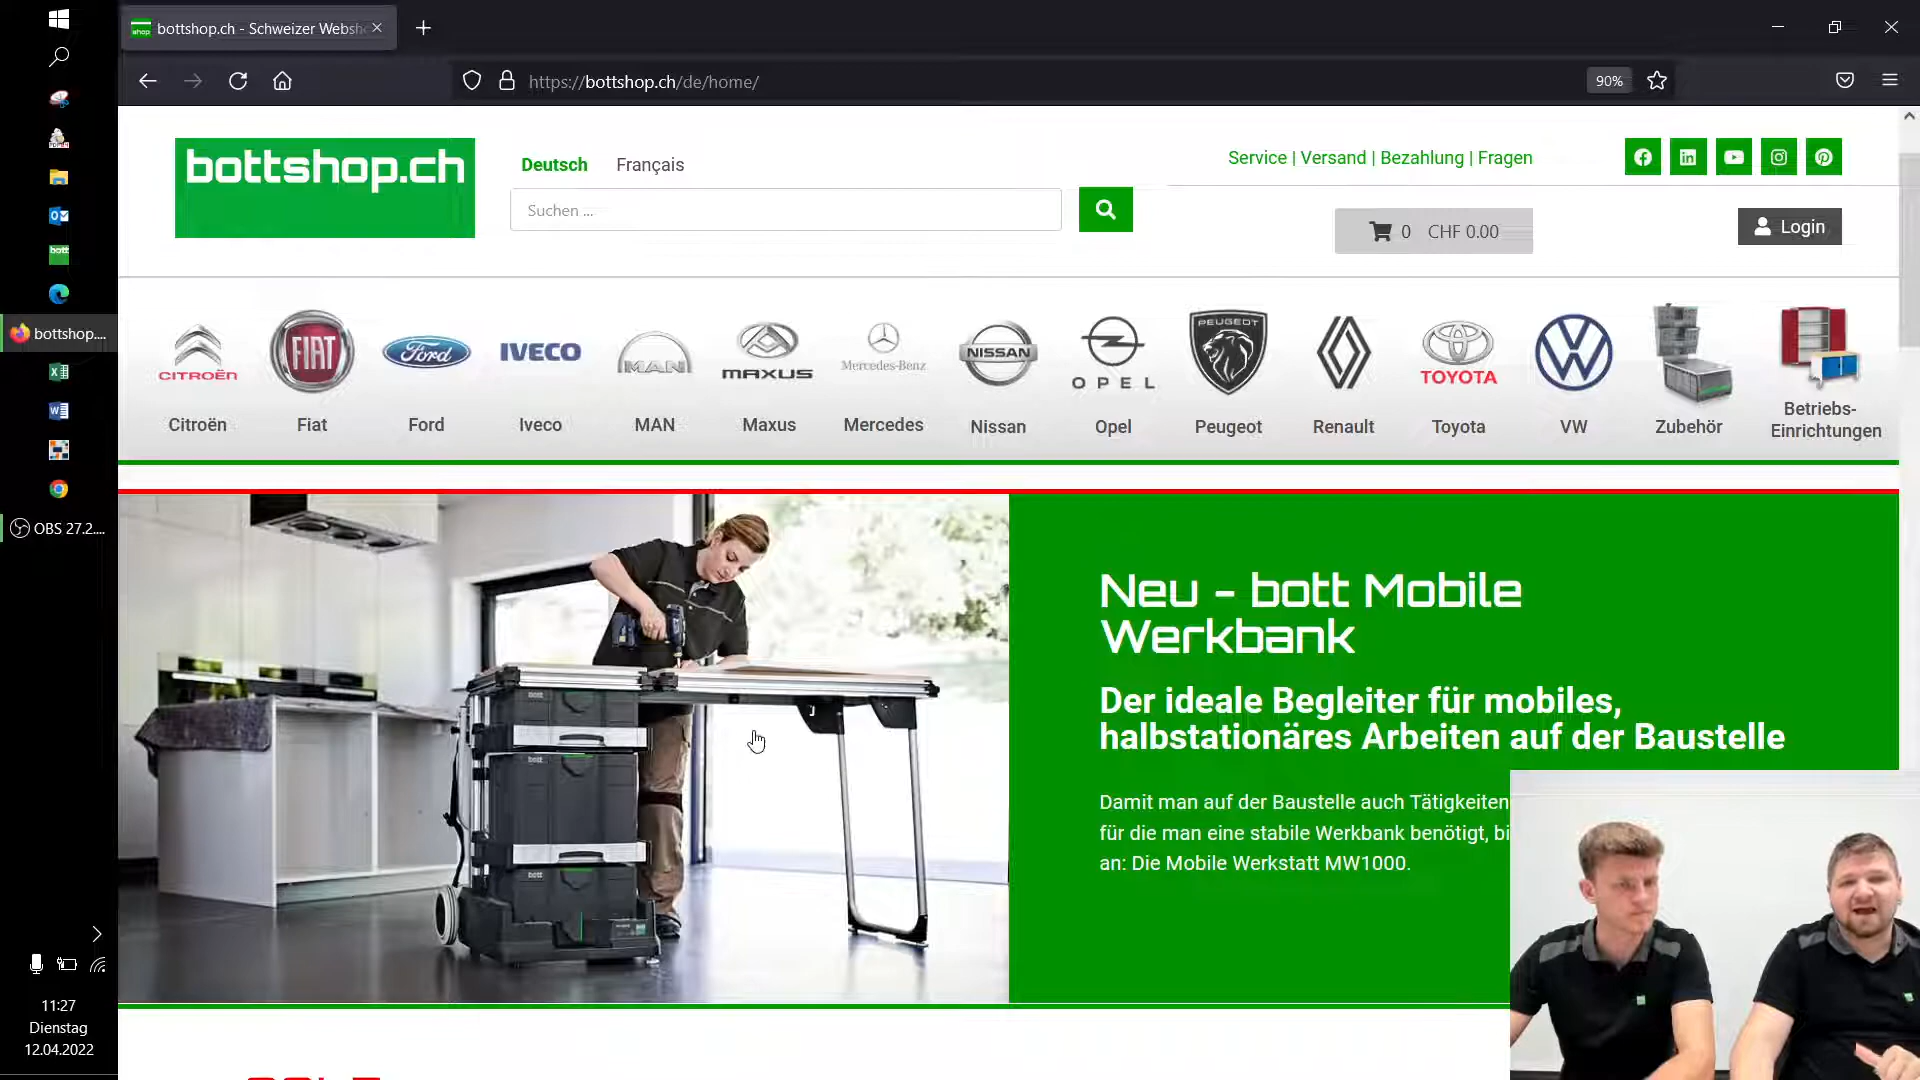 bottshop.ch - Schweizer Websh
https://bottshop.ch/de/home/
90%
bottshop.ch
Deutsch
Français
Service | Versand | Bezahlung | Fragen
Suchen ...
0 CHF 0.00
Login
CITROËN
FIAT
Ford
IVECO
MAN
MAXUS
Mercedes-Benz
NISSAN
OPEL
PEUGEOT
TOYOTA
Citroën
Fiat
Ford
Iveco
MAN
Maxus
Mercedes
Nissan
Opel
Peugeot
Renault
Toyota
VW
Zubehör
Betriebs-
Einrichtungen
Neu - bott Mobile
Werkbank
Der ideale Begleiter für mobiles,
halbstationäres Arbeiten auf der Baustelle
Damit man auf der Baustelle auch Tätigkeiten
für die man eine stabile Werkbank benötigt, bi
an: Die Mobile Werkstatt MW1000.
bott
bott
bott
shop
bott
bottshop....
OBS 27.2....
11:27
Dienstag
12.04.2022